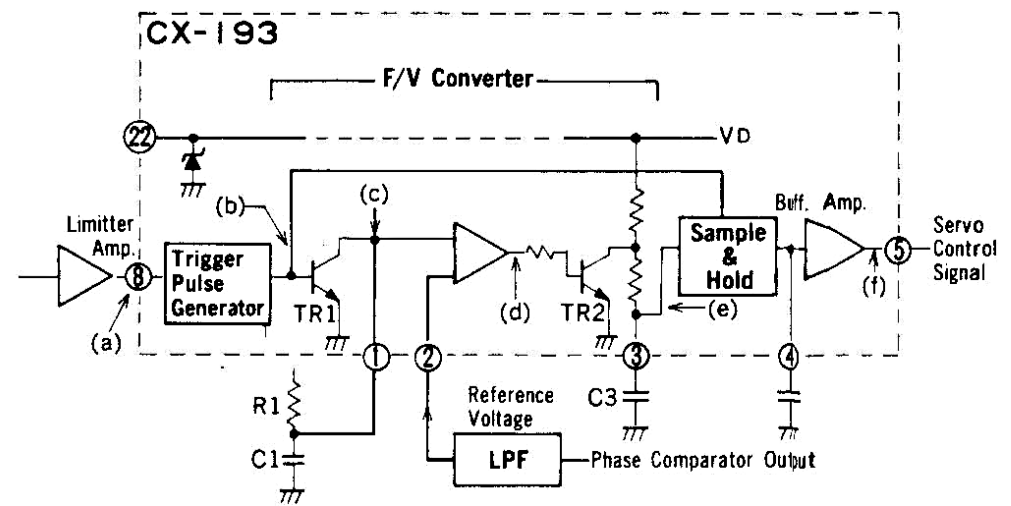 CX-193
F/V Converter
22
VD
(c)
(b)
Buff. Amp.
Limitter
Amp.
8
Trigger
Pulse
Generator
TR1
(d)
TR2
(e)
Sample
&
Hold
(f)
5
Servo
Control
Signal
(a)
1
2
3
4
R1
C1
Reference
Voltage
C3
LPF
Phase Comparator Output